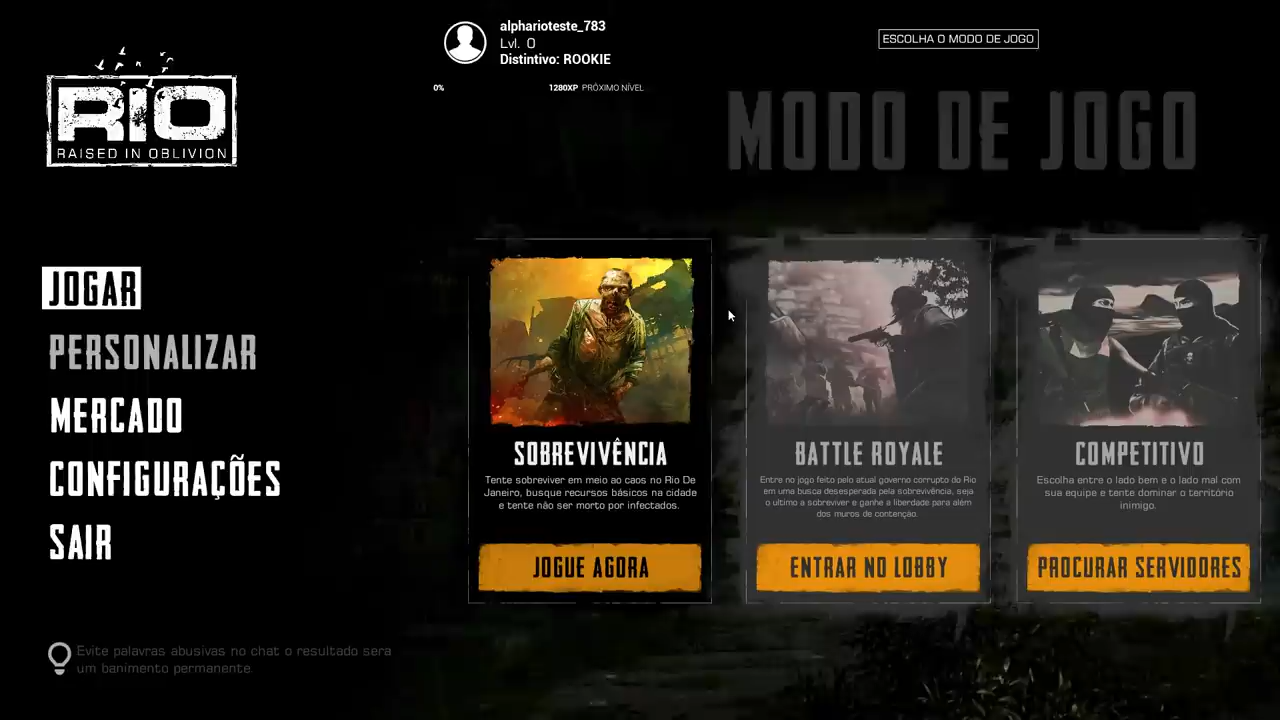 alpharioteste_783
Lvl. 0
Distintivo: ROOKIE
0%
1280XP PRÓXIMO NÍVEL
ESCOLHA O MODO DE JOGO
MODO DE JOGO
RIO
RAISED IN OBLIVION
JOGAR
PERSONALIZAR
MERCADO
CONFIGURAÇÕES
SAIR
Evite palavras abusivas no chat o resultado sera
um banimento permanente.
SOBREVIVÊNCIA
Tente sobreviver em meio ao caos no Rio De
Janeiro, busque recursos básicos na cidade
e tente não ser morto por infectados.
JOGUE AGORA
BATTLE ROYALE
Entre no jogo feito pelo atual governo corrupto do Rio
em uma busca desesperada pela sobrevivência, seja
o ultimo a sobreviver e ganhe a liberdade para além
dos muros de contenção.
ENTRAR NO LOBBY
COMPETITIVO
Escolha entre o lado bem e o lado mal com
sua equipe e tente dominar o território
inimigo.
PROCURAR SERVIDORES